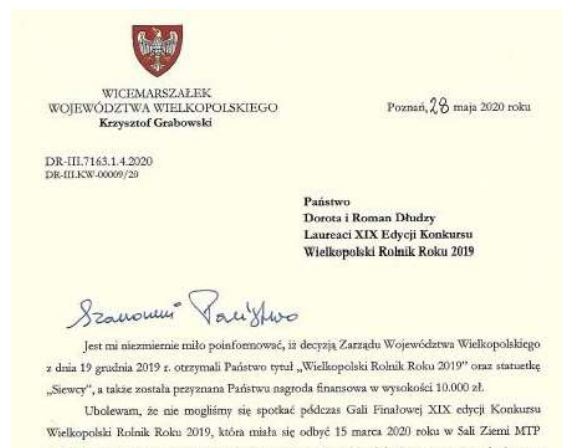 WICEMARSZAŁEK
WOJEWÓDZTWA WIELKOPOLSKIEGO
Krzysztof Grabowski
Poznań, 28 maja 2020 roku
DR-III.7163.1.4.2020
DR-III.KW-00009/20
Państwo
Dorota i Roman Dłudzy
Laureaci XIX Edycji Konkursu
Wielkopolski Rolnik Roku 2019
Szanowni Państwo
Jest mi niezmiernie miło poinformować, iż decyzją Zarządu Województwa Wielkopolskiego
z dnia 19 grudnia 2019 r. otrzymali Państwo tytuł „Wielkopolski Rolnik Roku 2019” oraz statuetkę
„Siewcy”, a także została przyznana Państwu nagroda finansowa w wysokości 10.000 zł.
Ubolewam, że nie mogliśmy się spotkać podczas Gali Finałowej XIX edycji Konkursu
Wielkopolski Rolnik Roku 2019, która miała się odbyć 15 marca 2020 roku w Sali Ziemi MTP